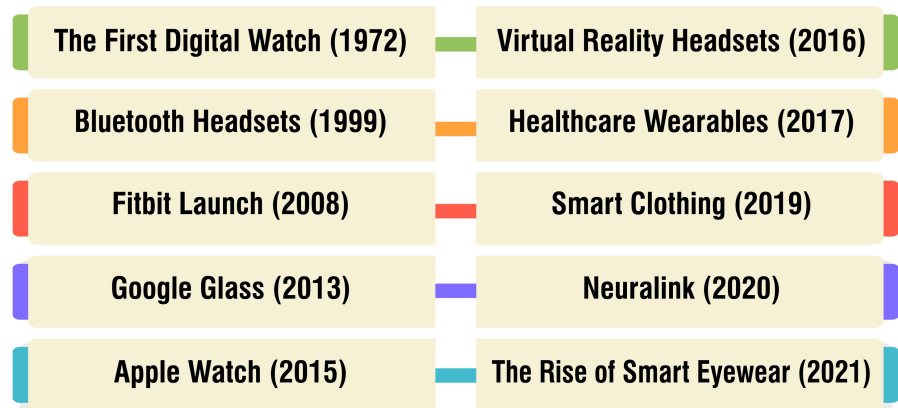 The First Digital Watch (1972)
Bluetooth Headsets (1999)
Fitbit Launch (2008)
Google Glass (2013)
Apple Watch (2015)
Virtual Reality Headsets (2016)
Healthcare Wearables (2017)
Smart Clothing (2019)
Neuralink (2020)
The Rise of Smart Eyewear (2021)